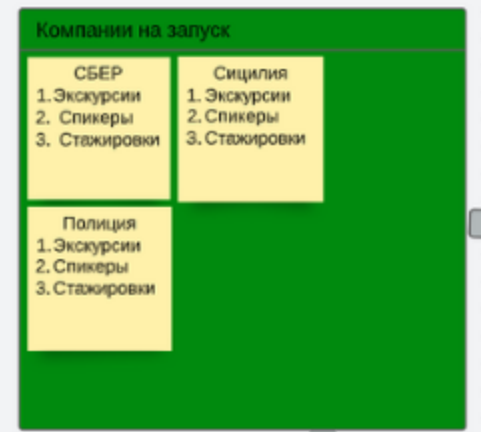 Компании на запуск
СБЕР
1.Экскурсии
2. Спикеры
3. Стажировки
Сицилия
1. Экскурсии
2. Спикеры
3. Стажировки
Полиция
1. Экскурсии
2. Спикеры
3. Стажировки